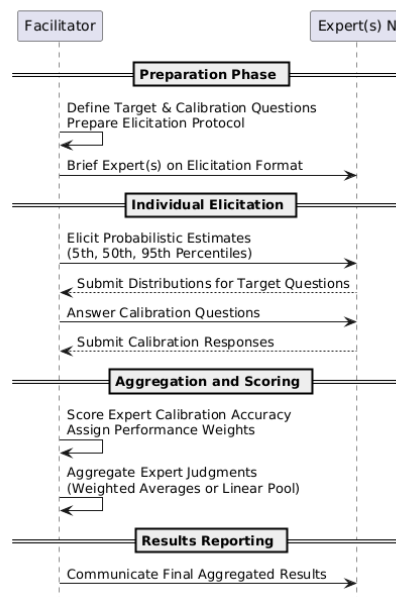 Facilitator
Expert(s) N
Preparation Phase
Define Target & Calibration Questions
Prepare Elicitation Protocol
Brief Expert(s) on Elicitation Format
Individual Elicitation
Elicit Probabilistic Estimates
(5th, 50th, 95th Percentiles)
Submit Distributions for Target Questions
Answer Calibration Questions
Submit Calibration Responses
Aggregation and Scoring
Score Expert Calibration Accuracy
Assign Performance Weights
Aggregate Expert Judgments
(Weighted Averages or Linear Pool)
Results Reporting
Communicate Final Aggregated Results